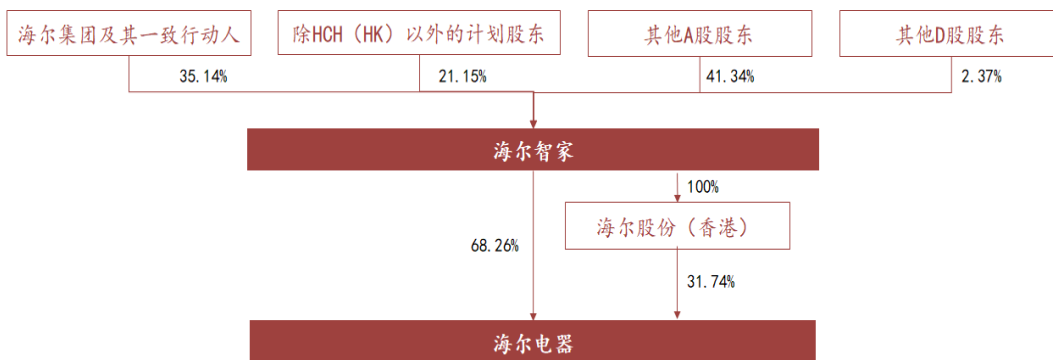 海尔集团及其一致行动人
除HCH（HK）以外的计划股东
其他A股股东
其他D股股东
35.14%
21.15%
41.34%
2.37%
海尔智家
100%
海尔股份（香港）
68.26%
31.74%
海尔电器